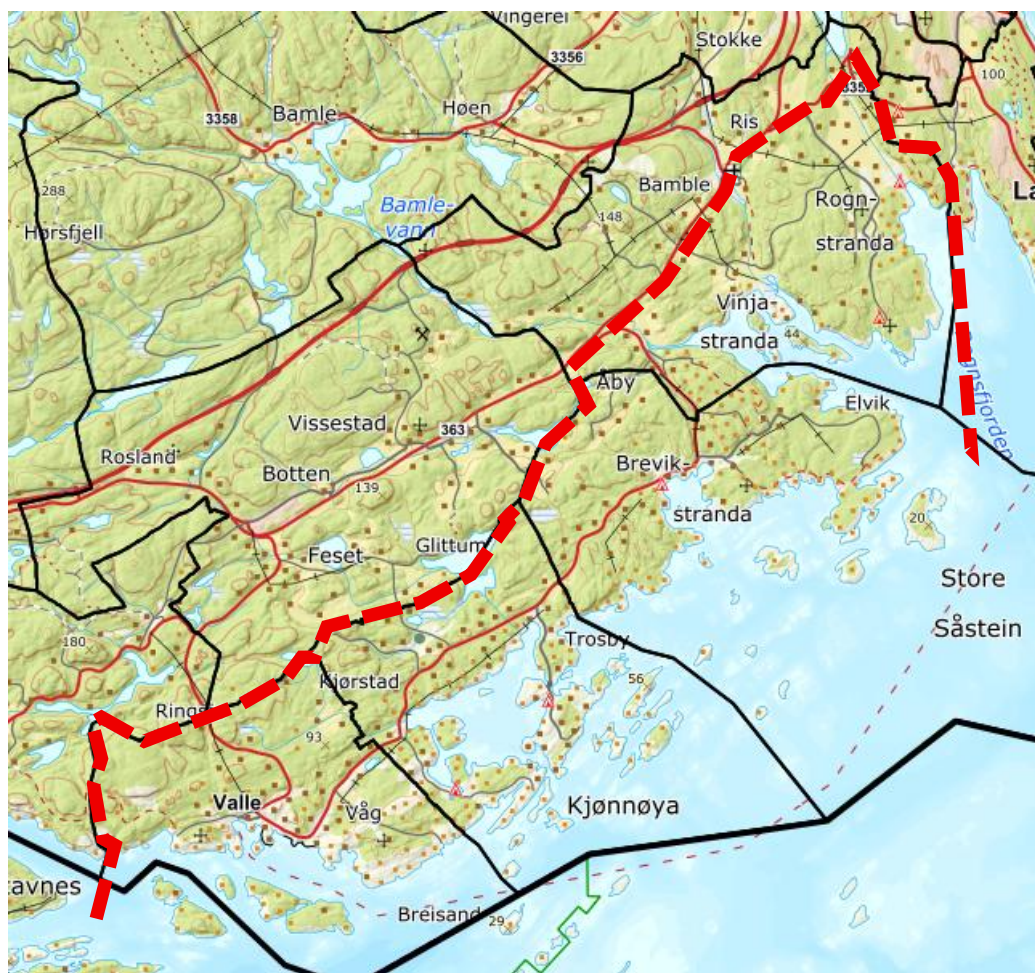 Vingerei
Stokke
3356
100
3358
Bamle
Høen
Ris
288
Bamle-
vann
Bamble
148
Rogn-
stranda
Hørsfjell
Vinja-
stranda
44
Åby
Elvik
Vissestad
363
Rosland
Botten
139
Brevik-
stranda
20
Feset
Glittum
Store
Såstein
180
Trosby
Kjørstad
56
Rings
93
Valle
Våg
Kjønnøya
tavnes
Breisand
29